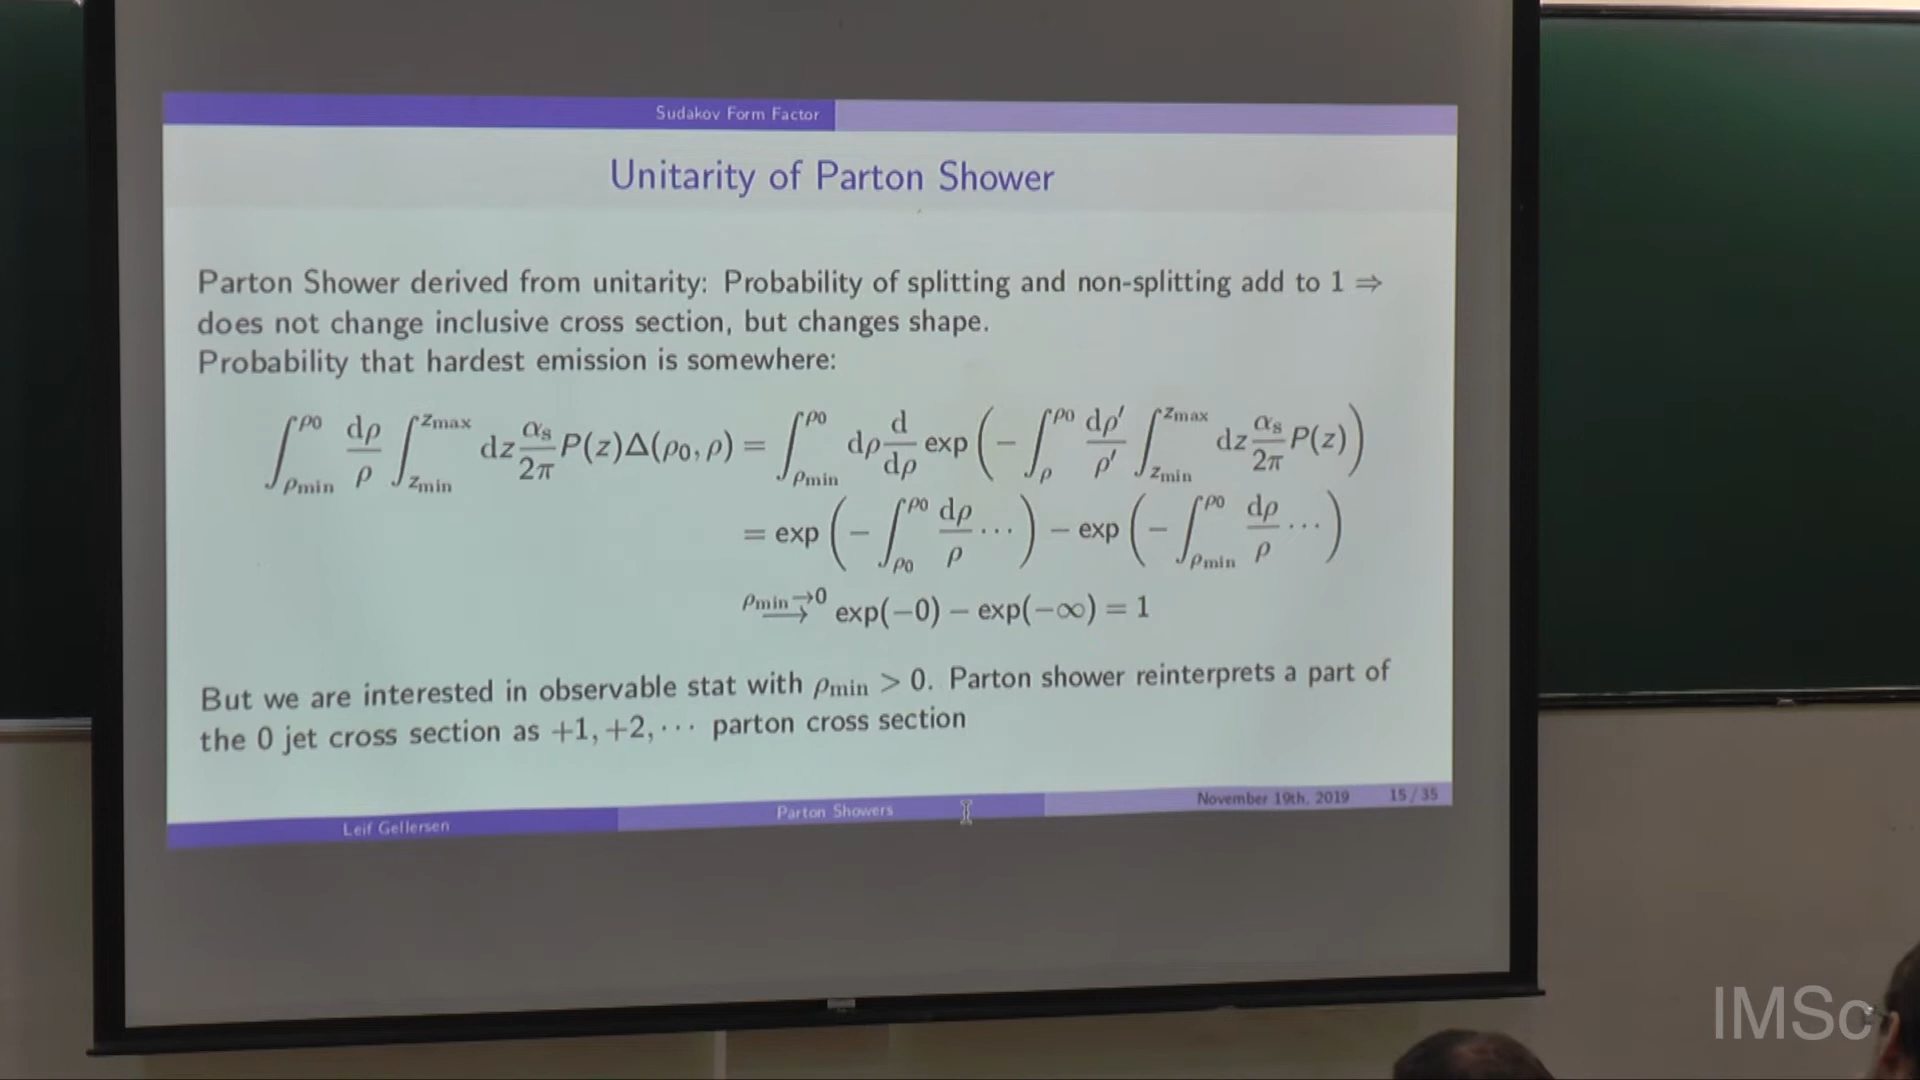 Sudakov Form Factor
Unitarity of Parton Shower
Parton Shower derived from unitarity: Probability of splitting and non-splitting add to 1 ⇒
does not change inclusive cross section, but changes shape.
Probability that hardest emission is somewhere:
∫_{ρmin}^{ρ0} dρ/ρ ∫_{zmin}^{zmax} dz αs/2π P(z)Δ(ρ0, ρ) = ∫_{ρmin}^{ρ0} dρ d/dρ exp(− ∫_{ρ}^{ρ0} dρ′/ρ′ ∫_{zmin}^{zmax} dz αs/2π P(z))
= exp(− ∫_{ρ0}^{ρ0} dρ/ρ ⋯) − exp(− ∫_{ρmin}^{ρ0} dρ/ρ ⋯)
ρmin→0 ⟶ exp(−0) − exp(−∞) = 1
But we are interested in observable stat with ρmin > 0. Parton shower reinterprets a part of
the 0 jet cross section as +1, +2, ⋯ parton cross section
Leif Gellersen Parton Showers November 19th, 2019 15 / 35
IMSc